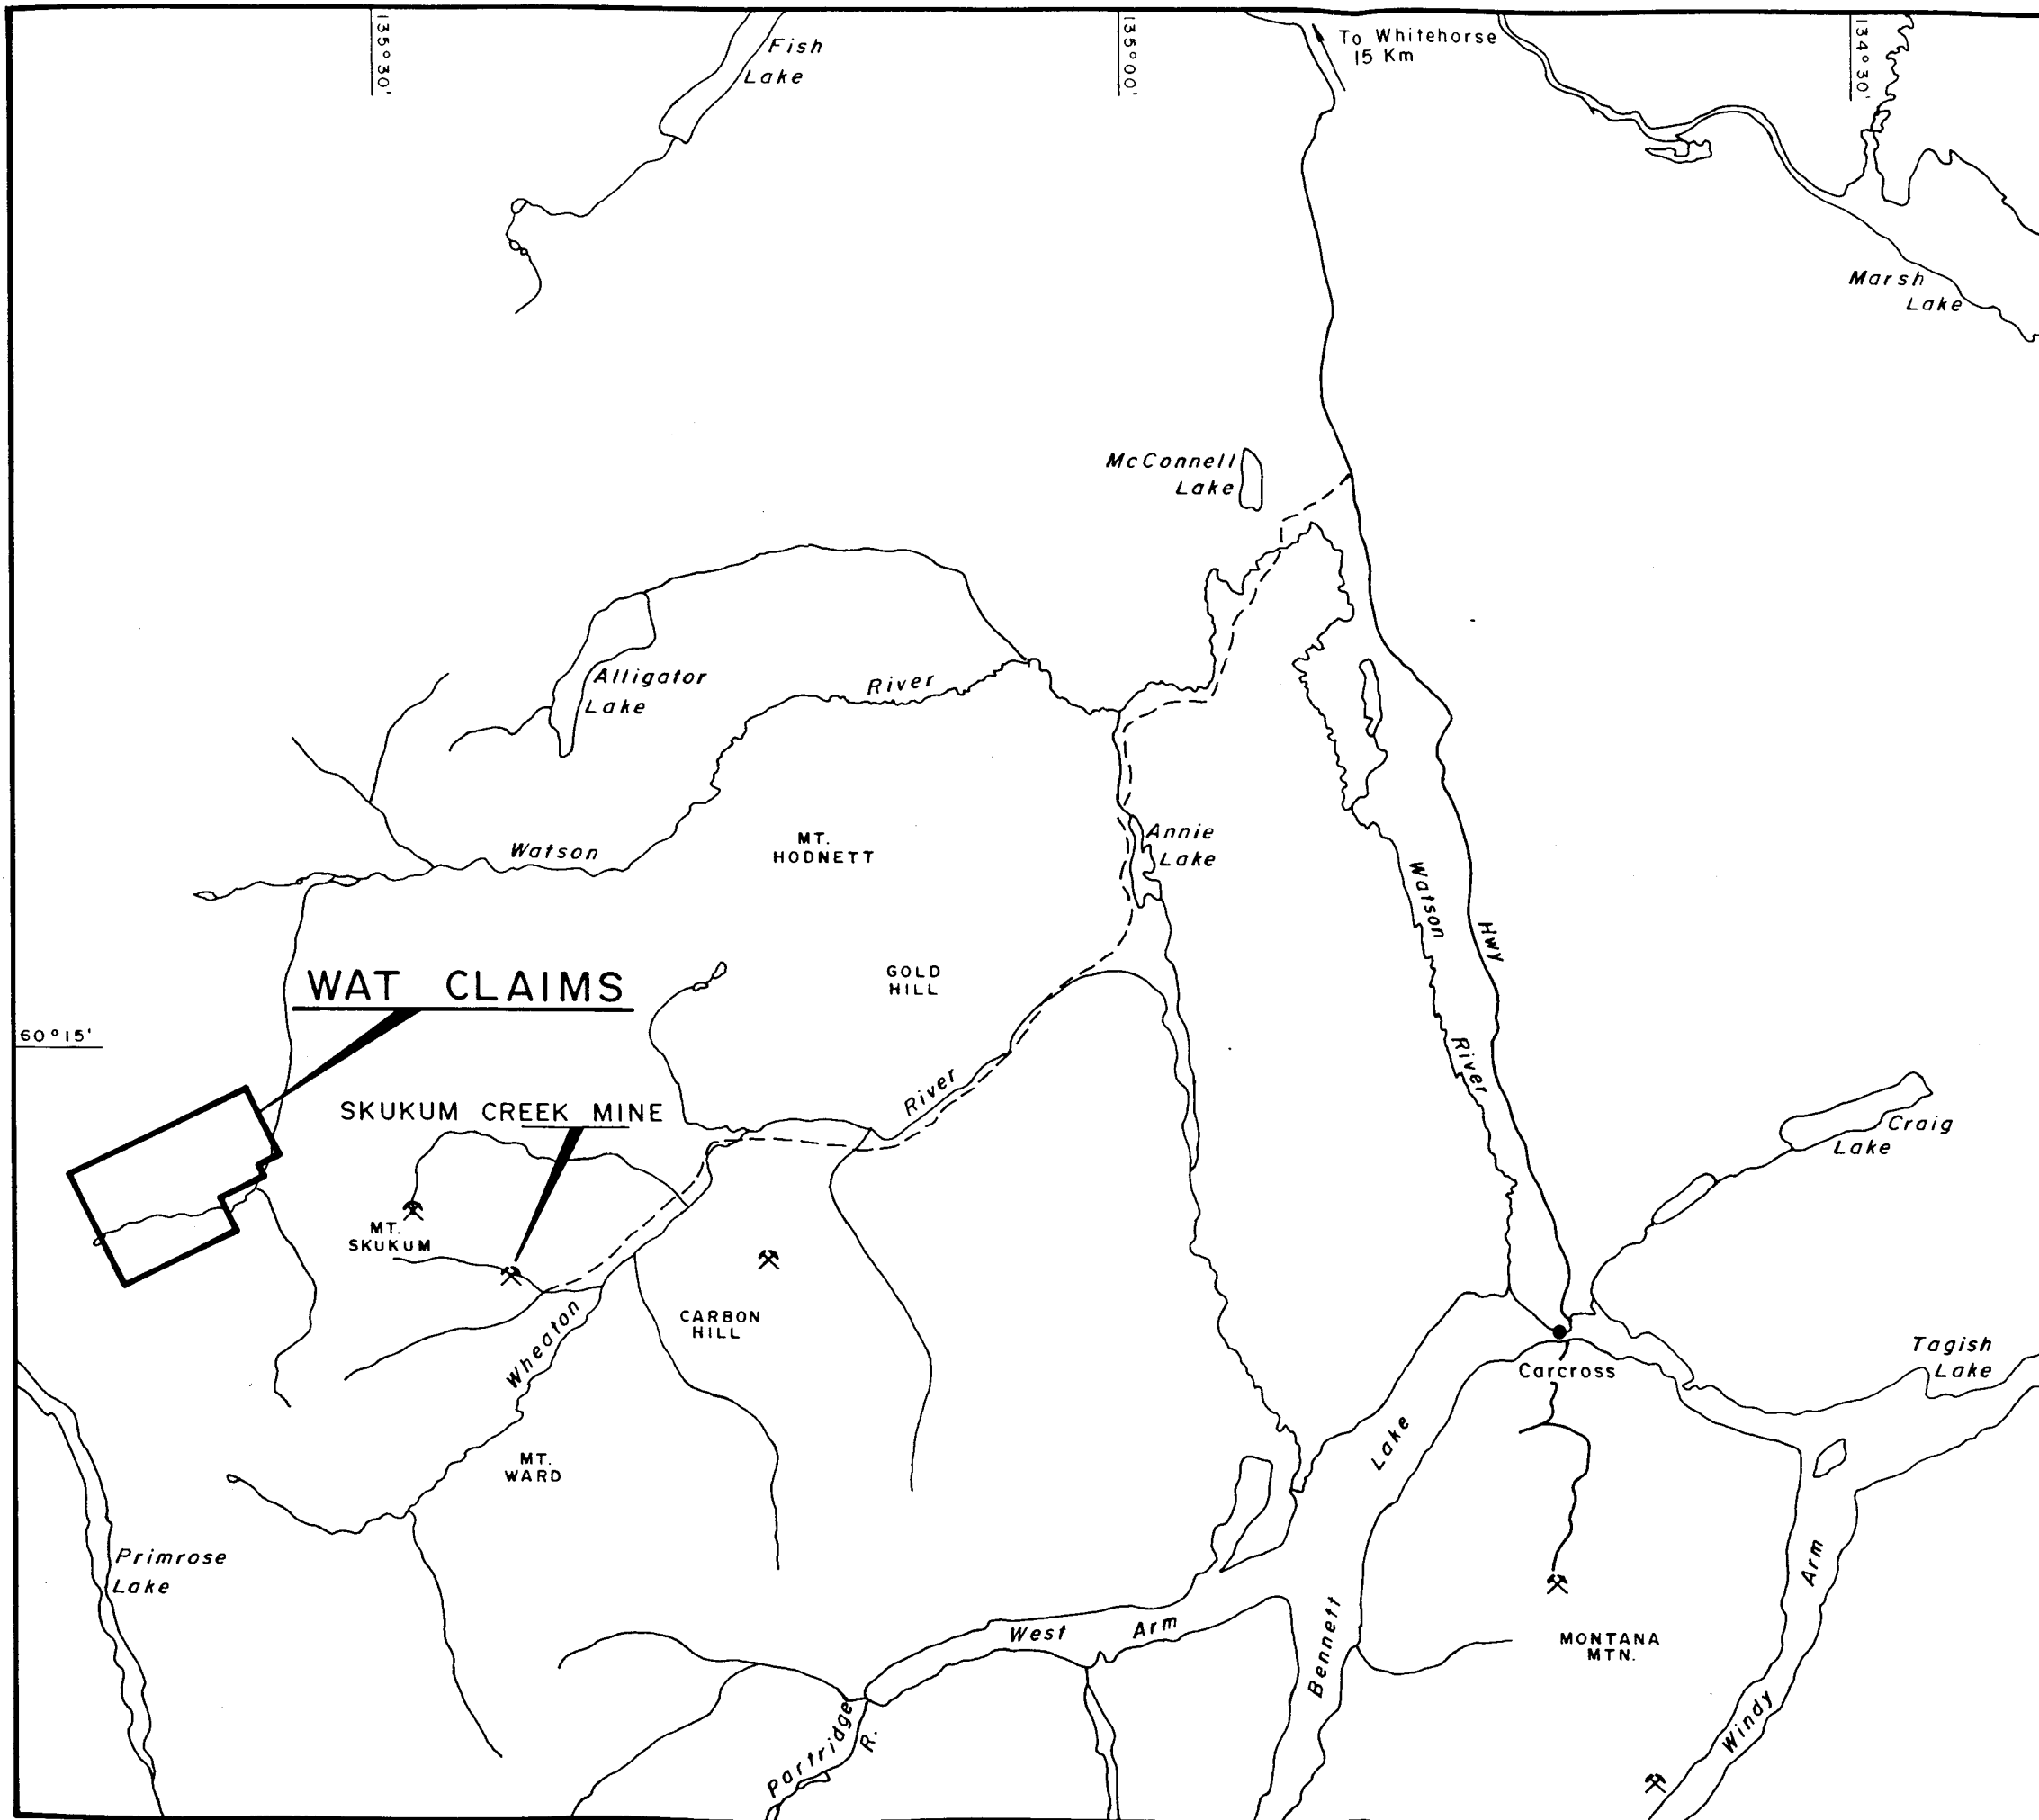 135°30'
Fish
Lake
135°00'
To Whitehorse
15 Km
134°30'
Marsh
Lake
McConnell
Lake
Alligator
Lake
River
Watson
MT.
HODNETT
Annie
Lake
Watson
River
Hwy
GOLD
HILL
WAT CLAIMS
60°15'
SKUKUM CREEK MINE
River
Craig
Lake
MT.
SKUKUM
CARBON
HILL
Wheaton
Carcross
Tagish
Lake
MT.
WARD
Lake
Primrose
Lake
West Arm
Bennett
Arm
MONTANA
MTN.
Windy
Partridge
R.